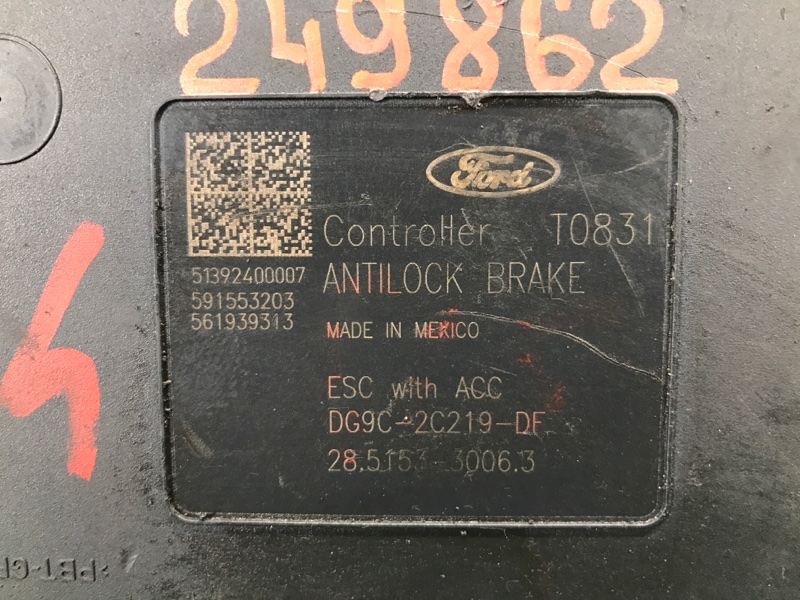 249862
Ford
Controller T0831
ANTILOCK BRAKE
51392400007
591553203
561939313
MADE IN MEXICO
ESC with ACC
DG9C-2C219-DF
28.5153-3006.3
4